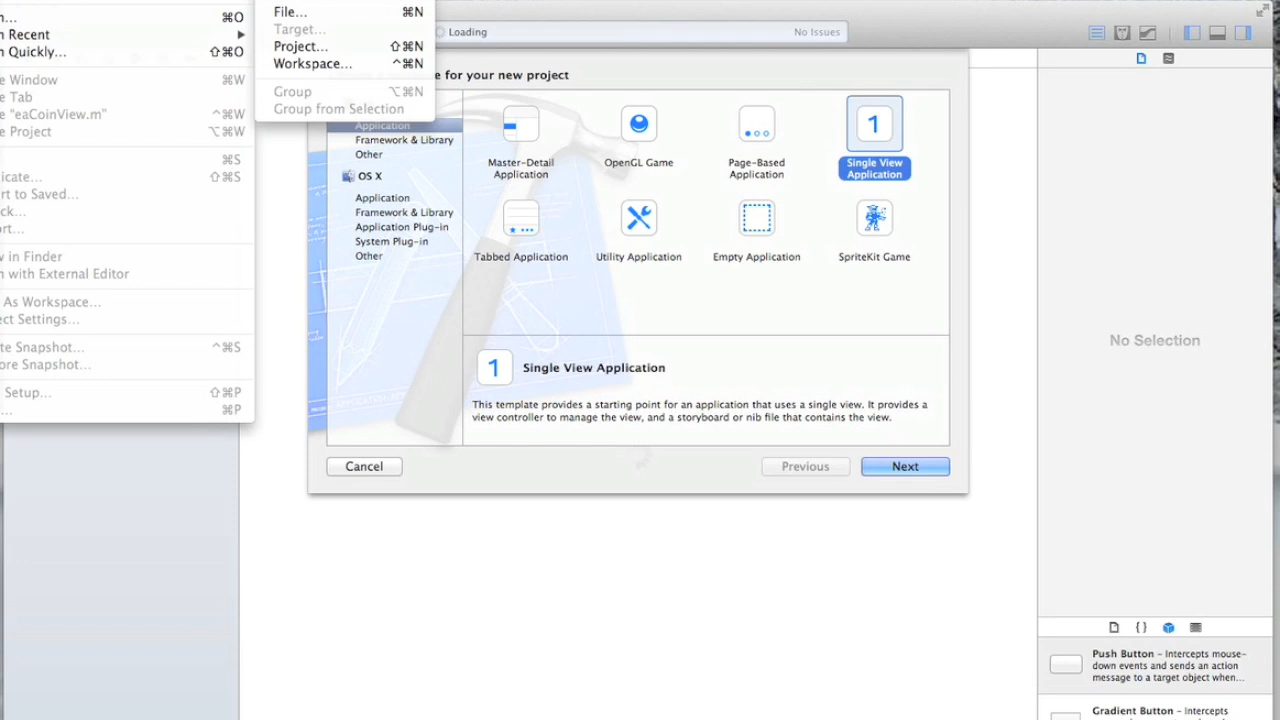 n... ⌘O
n Recent ▶
n Quickly... ⇧⌘O
e Window ⌘W
e Tab
e "eaCoinView.m" ⌃⌘W
e Project ⌥⌘W
⌘S
icate... ⇧⌘S
rt to Saved...
ck...
ort...
w in Finder
n with External Editor
As Workspace...
ect Settings...
te Snapshot... ⌃⌘S
ore Snapshot...
Setup... ⇧⌘P
... ⌘P
File... ⌘N
Target...
Project... ⇧⌘N
Workspace... ⌃⌘N
Group ⌥⌘N
Group from Selection
Loading
No Issues
e for your new project
Application
Framework & Library
Other
OS X
Application
Framework & Library
Application Plug-in
System Plug-in
Other
Master-Detail
Application
OpenGL Game
Page-Based
Application
1
Single View
Application
Tabbed Application
Utility Application
Empty Application
SpriteKit Game
1
Single View Application
This template provides a starting point for an application that uses a single view. It provides a
view controller to manage the view, and a storyboard or nib file that contains the view.
Cancel
Previous
Next
No Selection
{ }
Push Button – Intercepts mouse-
down events and sends an action
message to a target object when...
Gradient Button – Intercepts